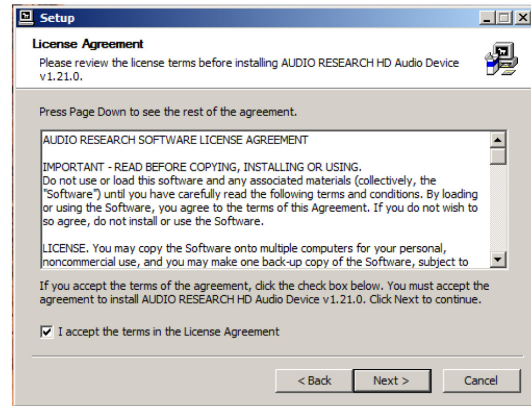 Setup
License Agreement
Please review the license terms before installing AUDIO RESEARCH HD Audio Device
v1.21.0.
Press Page Down to see the rest of the agreement.
AUDIO RESEARCH SOFTWARE LICENSE AGREEMENT
IMPORTANT - READ BEFORE COPYING, INSTALLING OR USING.
Do not use or load this software and any associated materials (collectively, the
"Software") until you have carefully read the following terms and conditions. By loading
or using the Software, you agree to the terms of this Agreement. If you do not wish to
so agree, do not install or use the Software.
LICENSE. You may copy the Software onto multiple computers for your personal,
noncommercial use, and you may make one back-up copy of the Software, subject to
If you accept the terms of the agreement, click the check box below. You must accept the
agreement to install AUDIO RESEARCH HD Audio Device v1.21.0. Click Next to continue.
I accept the terms in the License Agreement
< Back Next > Cancel